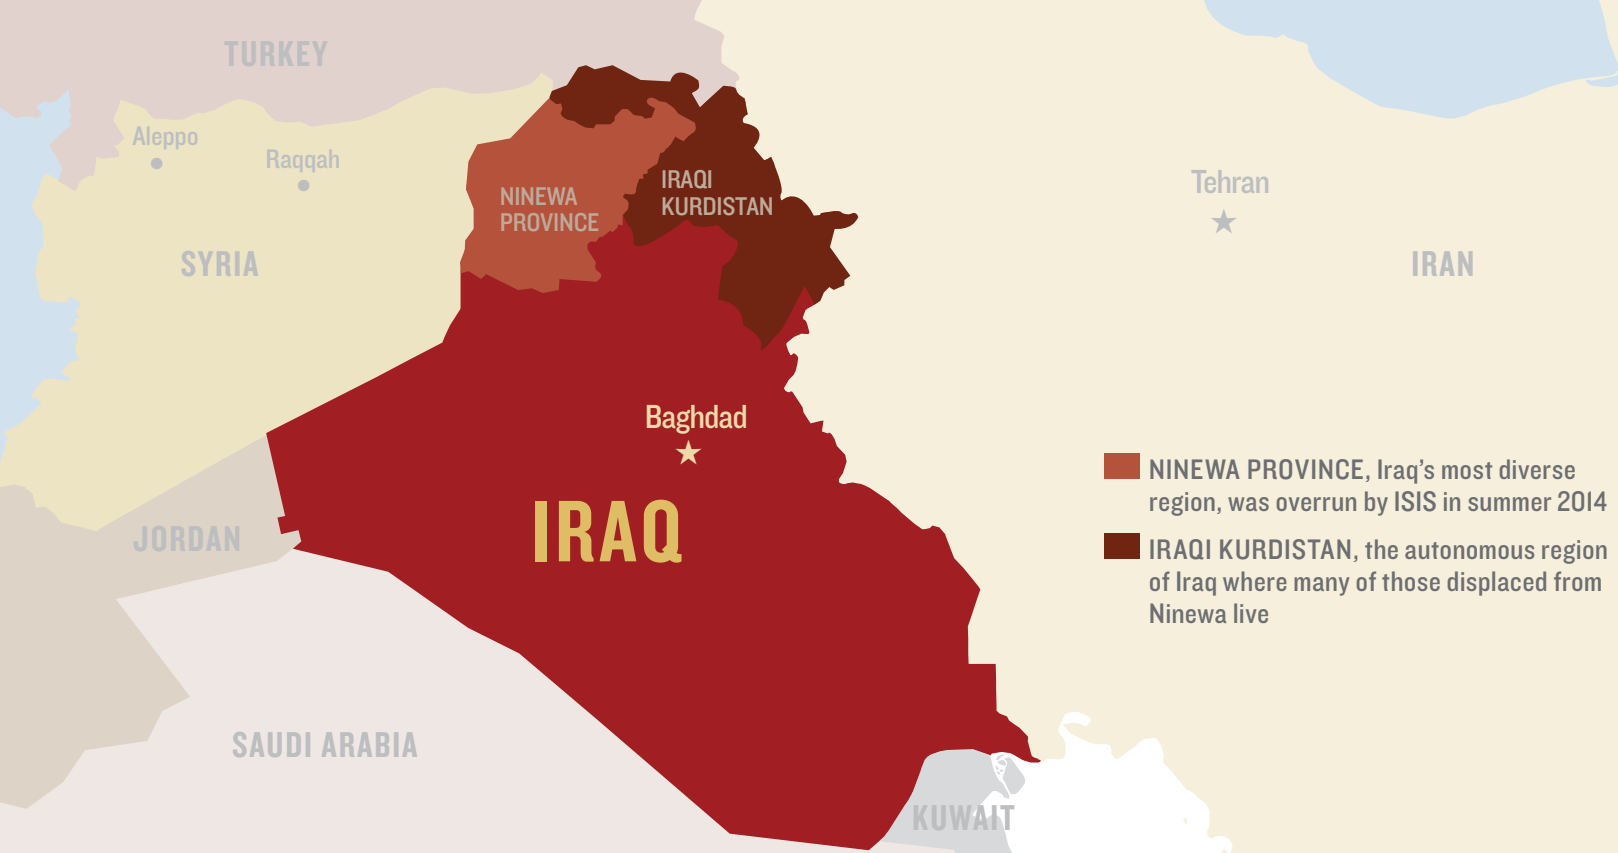 TURKEY
Aleppo
Raqqah
SYRIA
NINEWA
PROVINCE
IRAQI
KURDISTAN
Tehran
IRAN
Baghdad
IRAQ
JORDAN
SAUDI ARABIA
KUWAIT
NINEWA PROVINCE, Iraq’s most diverse
region, was overrun by ISIS in summer 2014
IRAQI KURDISTAN, the autonomous region
of Iraq where many of those displaced from
Ninewa live